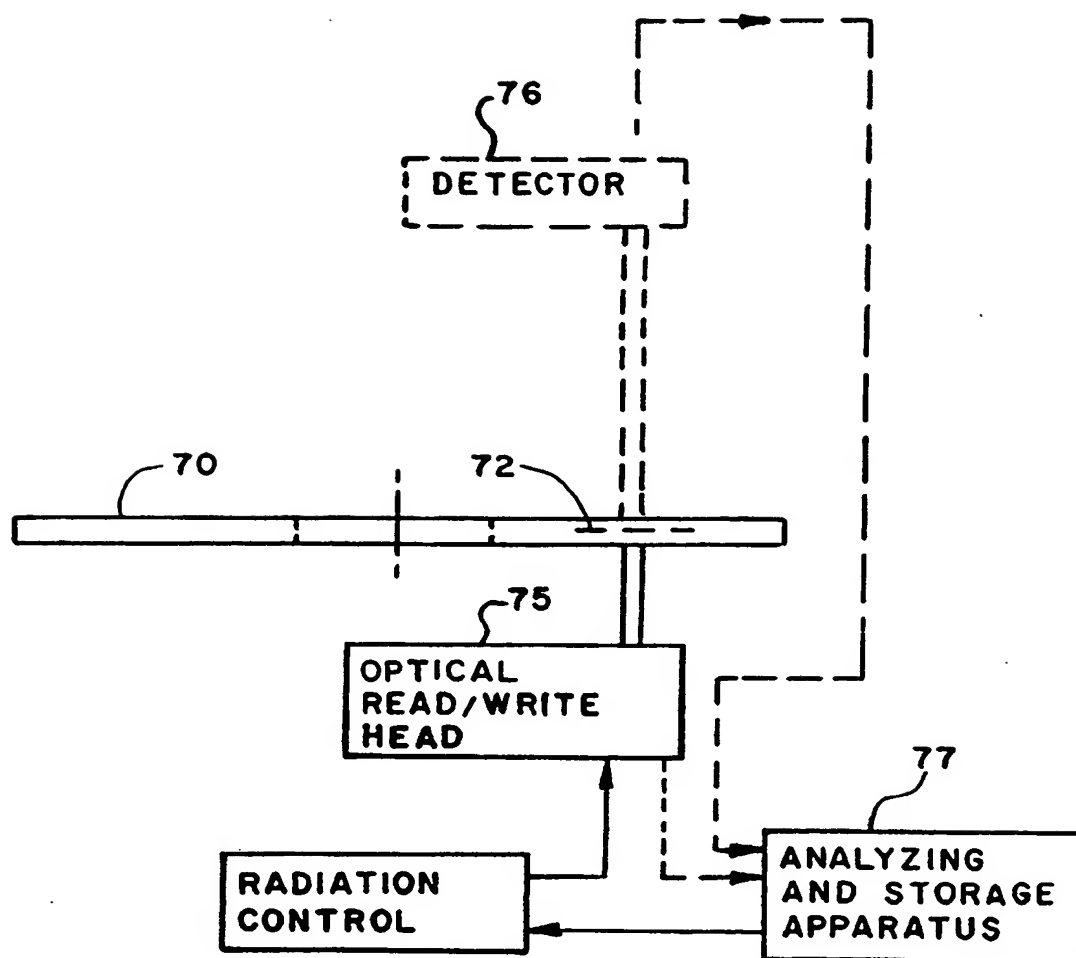 76
DETECTOR
70
72
75
OPTICAL
READ/WRITE
HEAD
77
RADIATION
CONTROL
ANALYZING
AND STORAGE
APPARATUS